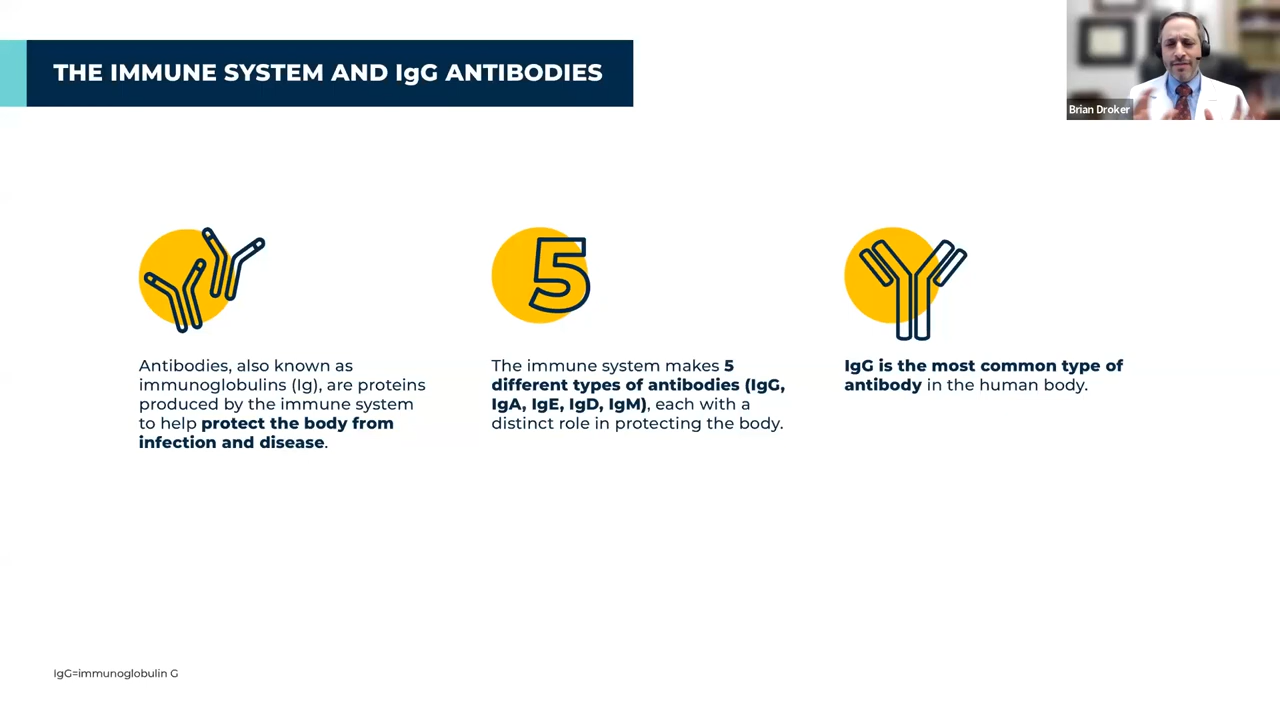 THE IMMUNE SYSTEM AND IgG ANTIBODIES
Brian Droker
5
Antibodies, also known as
immunoglobulins (Ig), are proteins
produced by the immune system
to help protect the body from
infection and disease.
The immune system makes 5
different types of antibodies (IgG,
IgA, IgE, IgD, IgM), each with a
distinct role in protecting the body.
IgG is the most common type of
antibody in the human body.
IgG=immunoglobulin G